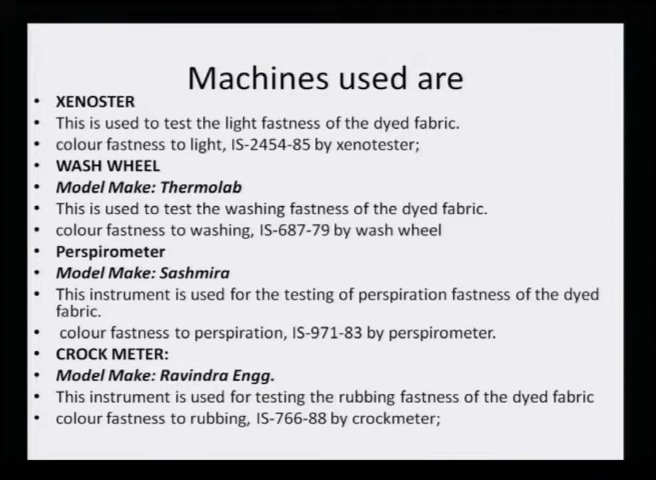 Machines used are
• XENOSTER
• This is used to test the light fastness of the dyed fabric.
• colour fastness to light, IS-2454-85 by xenotester;
• WASH WHEEL
• Model Make: Thermolab
• This is used to test the washing fastness of the dyed fabric.
• colour fastness to washing, IS-687-79 by wash wheel
• Perspirometer
• Model Make: Sashmira
• This instrument is used for the testing of perspiration fastness of the dyed
fabric.
• colour fastness to perspiration, IS-971-83 by perspirometer.
• CROCK METER:
• Model Make: Ravindra Engg.
• This instrument is used for testing the rubbing fastness of the dyed fabric
• colour fastness to rubbing, IS-766-88 by crockmeter;